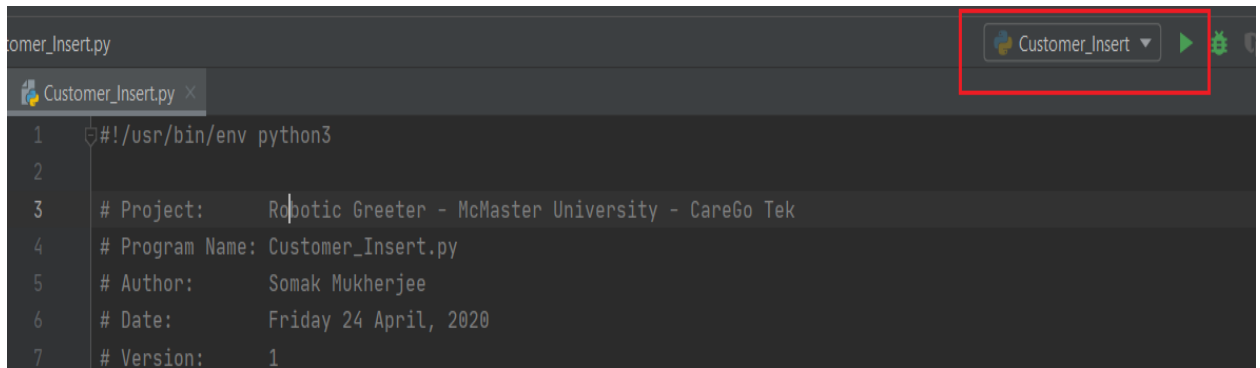 omer_Insert.py
Customer_Insert
Customer_Insert.py
1 #!/usr/bin/env python3
2
3 # Project: Robotic Greeter - McMaster University - CareGo Tek
4 # Program Name: Customer_Insert.py
5 # Author: Somak Mukherjee
6 # Date: Friday 24 April, 2020
7 # Version: 1